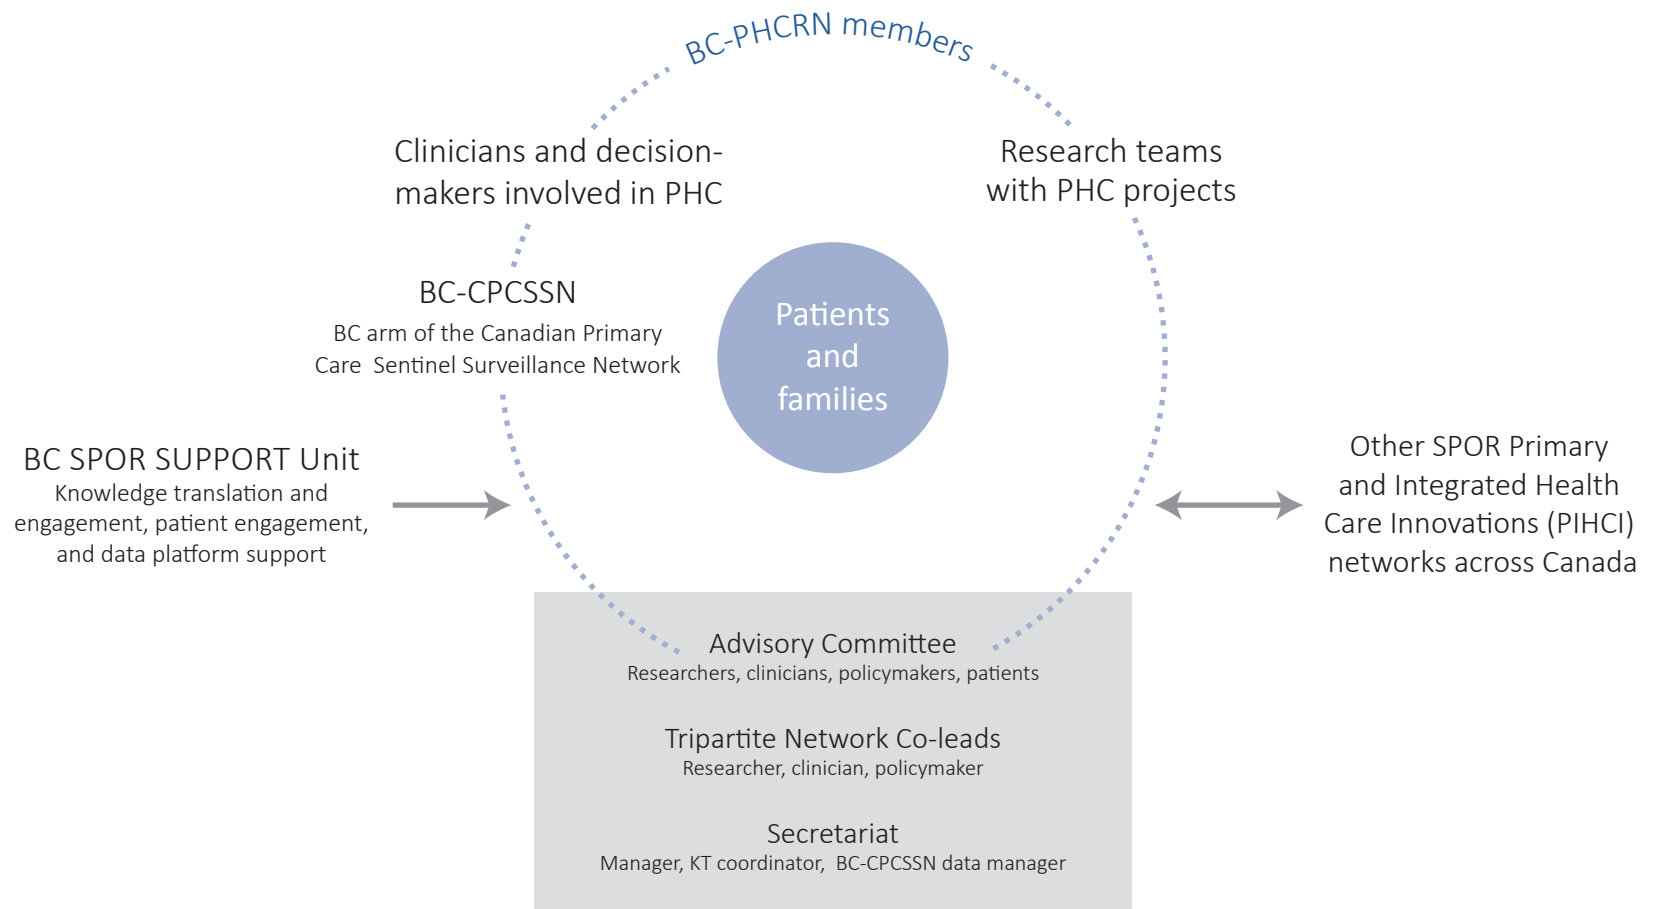 BC-PHCRN members
Clinicians and decision-
makers involved in PHC
Research teams
with PHC projects
BC-CPCSSN
BC arm of the Canadian Primary
Care Sentinel Surveillance Network
Patients
and
families
BC SPOR SUPPORT Unit
Knowledge translation and
engagement, patient engagement,
and data platform support
Other SPOR Primary
and Integrated Health
Care Innovations (PIHCI)
networks across Canada
Advisory Committee
Researchers, clinicians, policymakers, patients
Tripartite Network Co-leads
Researcher, clinician, policymaker
Secretariat
Manager, KT coordinator, BC-CPCSSN data manager